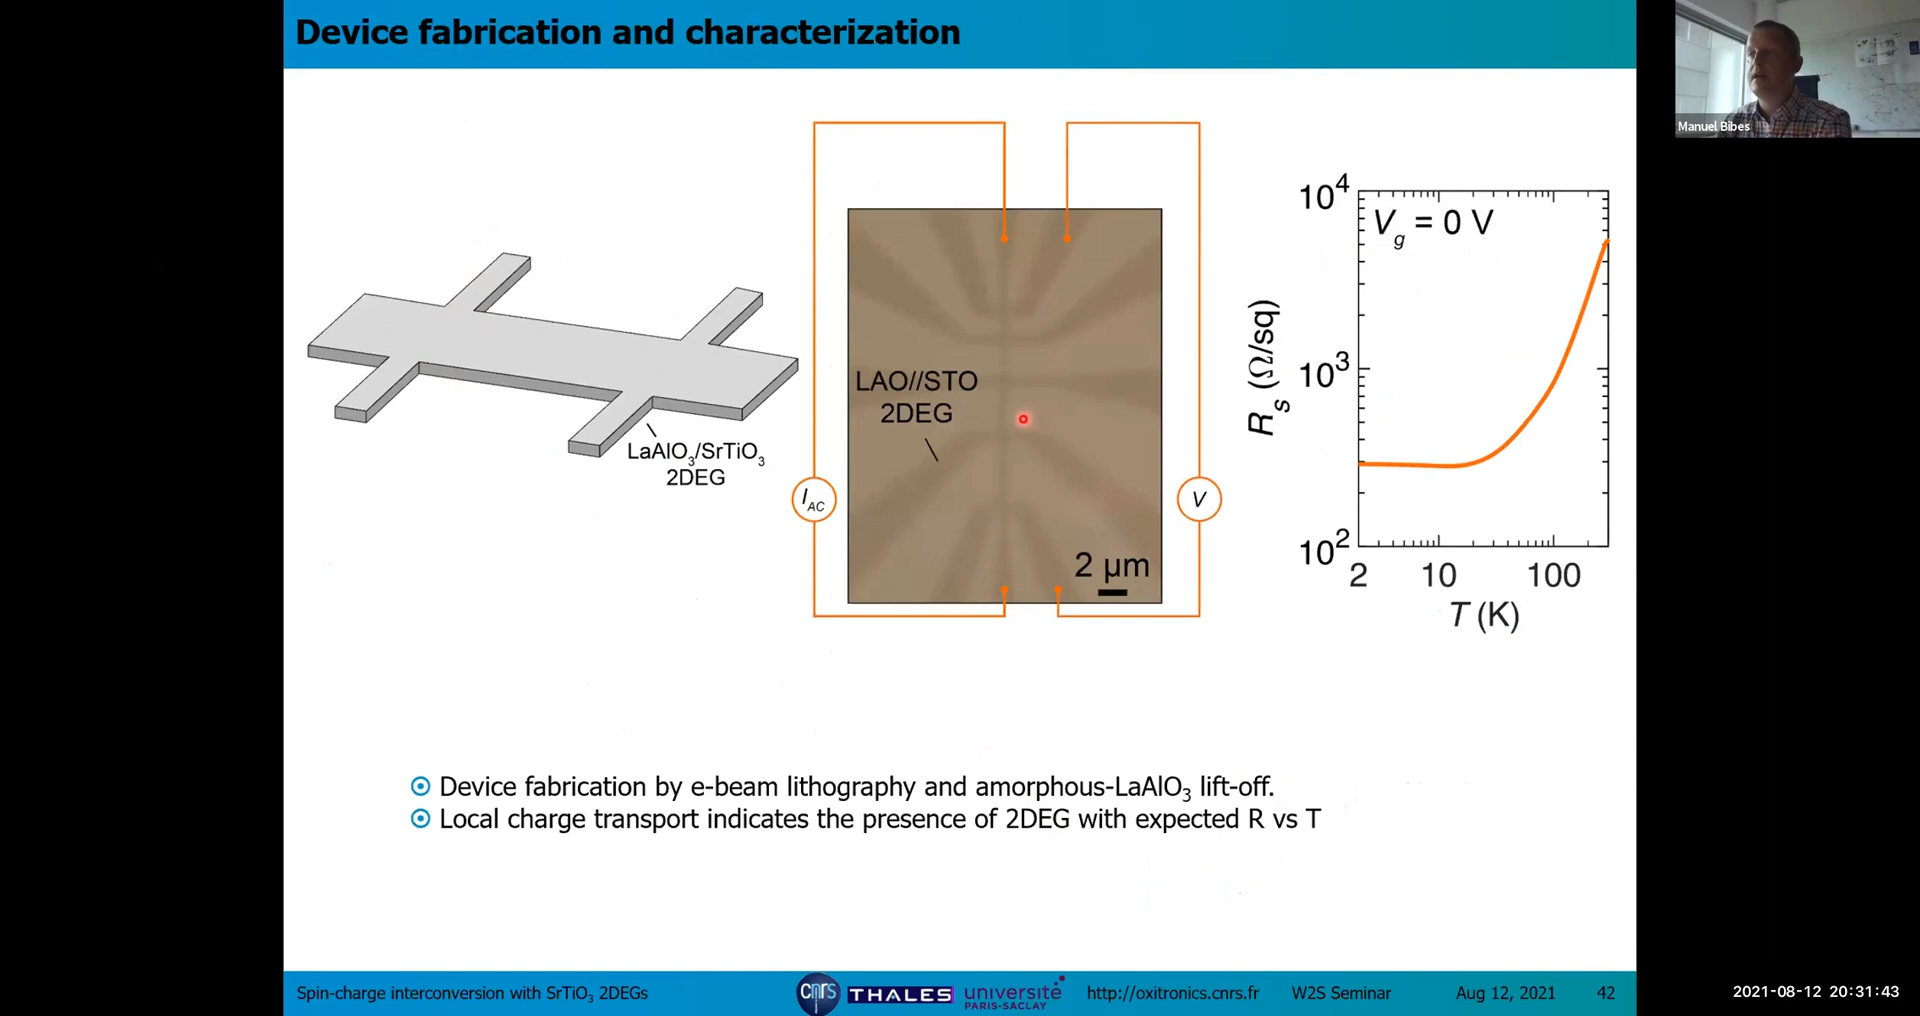 Device fabrication and characterization
Manuel Bibes
LaAlO3/SrTiO3
2DEG
LAO//STO
2DEG
IAC
V
2 µm
Vg = 0 V
Rs (Ω/sq)
10^4
10^3
10^2
2 10 100
T (K)
Device fabrication by e-beam lithography and amorphous-LaAlO3 lift-off.
Local charge transport indicates the presence of 2DEG with expected R vs T
Spin-charge interconversion with SrTiO3 2DEGs
cnrs
THALES
université
PARIS-SACLAY
http://oxitronics.cnrs.fr
W2S Seminar
Aug 12, 2021
42
2021-08-12 20:31:43